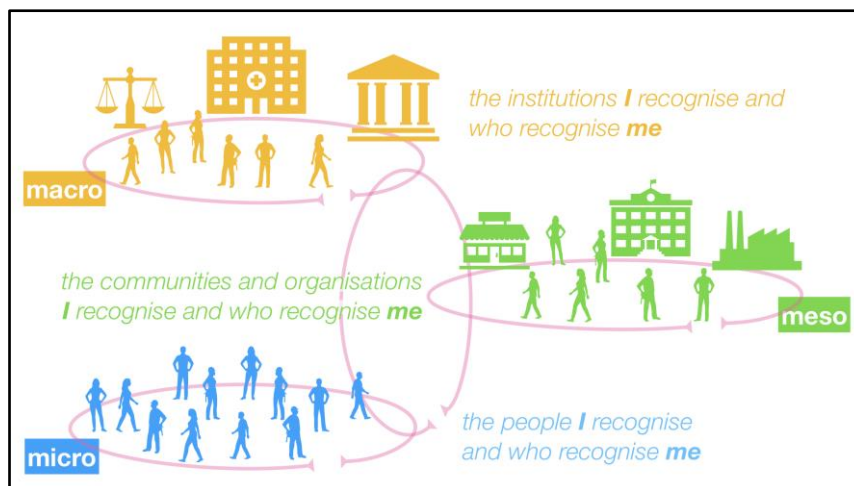 the institutions I recognise and
who recognise me
macro
the communities and organisations
I recognise and who recognise me
meso
the people I recognise
and who recognise me
micro